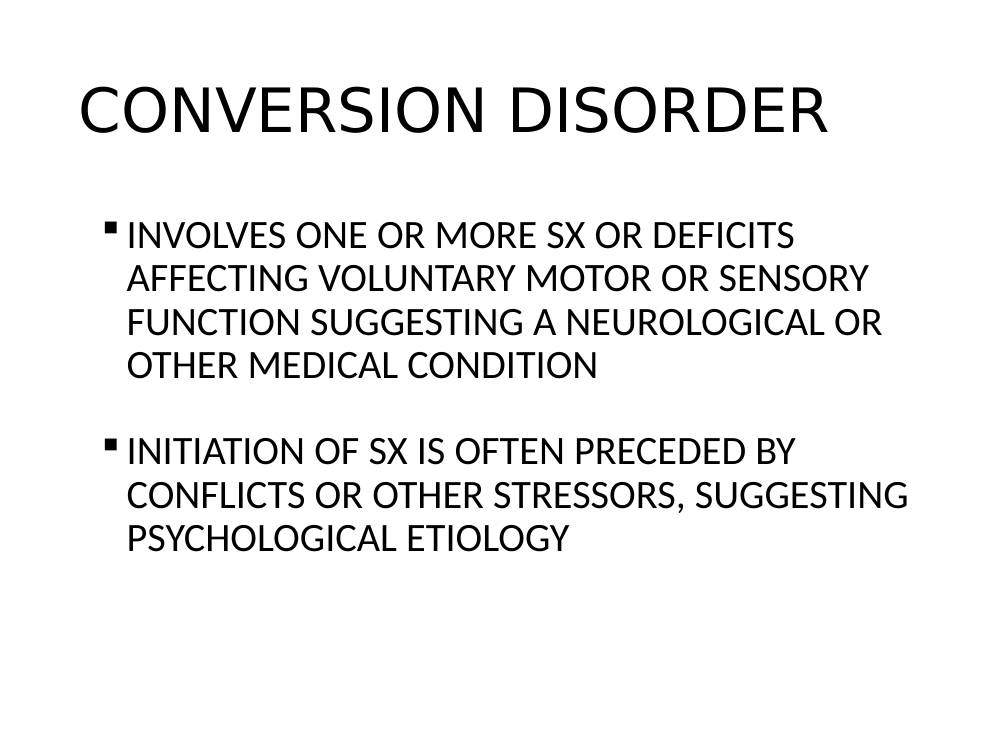 CONVERSION DISORDER
▪ INVOLVES ONE OR MORE SX OR DEFICITS
AFFECTING VOLUNTARY MOTOR OR SENSORY
FUNCTION SUGGESTING A NEUROLOGICAL OR
OTHER MEDICAL CONDITION
▪ INITIATION OF SX IS OFTEN PRECEDED BY
CONFLICTS OR OTHER STRESSORS, SUGGESTING
PSYCHOLOGICAL ETIOLOGY